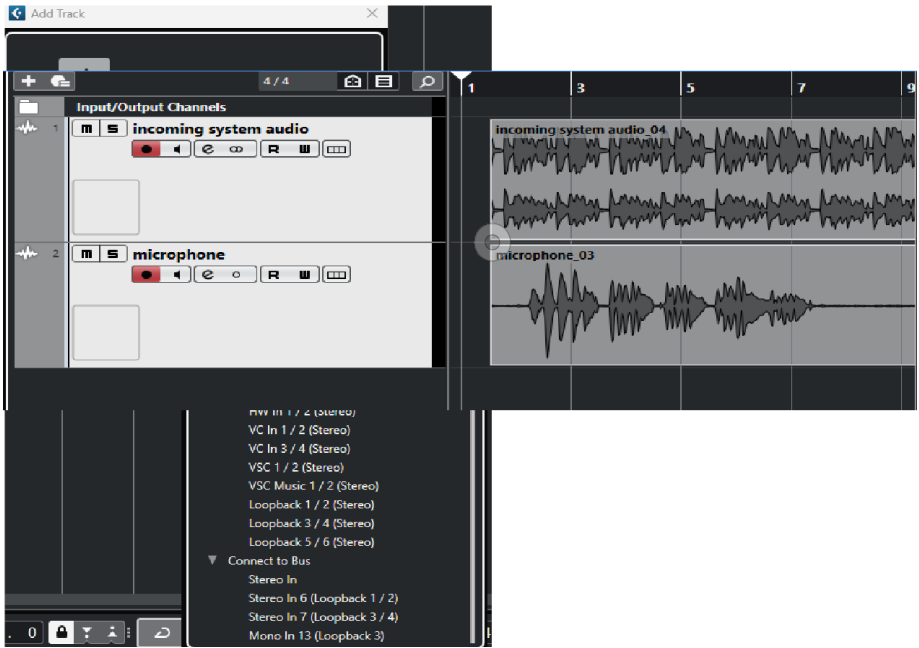 Add Track
4 / 4
1 3 5 7 9
Input/Output Channels
1 m s incoming system audio
e R W
incoming system audio_04
2 m s microphone
e R W
microphone_03
HW In 1 / 2 (Stereo)
VC In 1 / 2 (Stereo)
VC In 3 / 4 (Stereo)
VSC 1 / 2 (Stereo)
VSC Music 1 / 2 (Stereo)
Loopback 1 / 2 (Stereo)
Loopback 3 / 4 (Stereo)
Loopback 5 / 6 (Stereo)
Connect to Bus
Stereo In
Stereo In 6 (Loopback 1 / 2)
Stereo In 7 (Loopback 3 / 4)
Mono In 13 (Loopback 3)
. 0